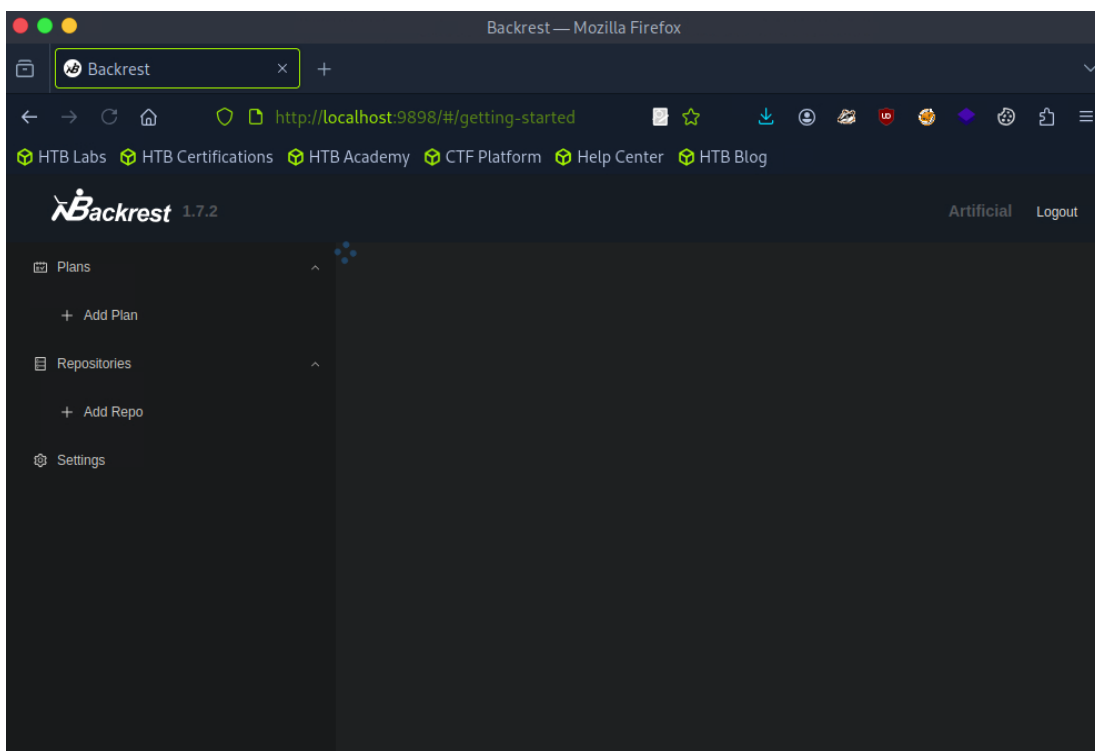 Backrest — Mozilla Firefox
Backrest
http://localhost:9898/#/getting-started
HTB Labs HTB Certifications HTB Academy CTF Platform Help Center HTB Blog
Backrest 1.7.2 Artificial Logout
Plans
+ Add Plan
Repositories
+ Add Repo
Settings